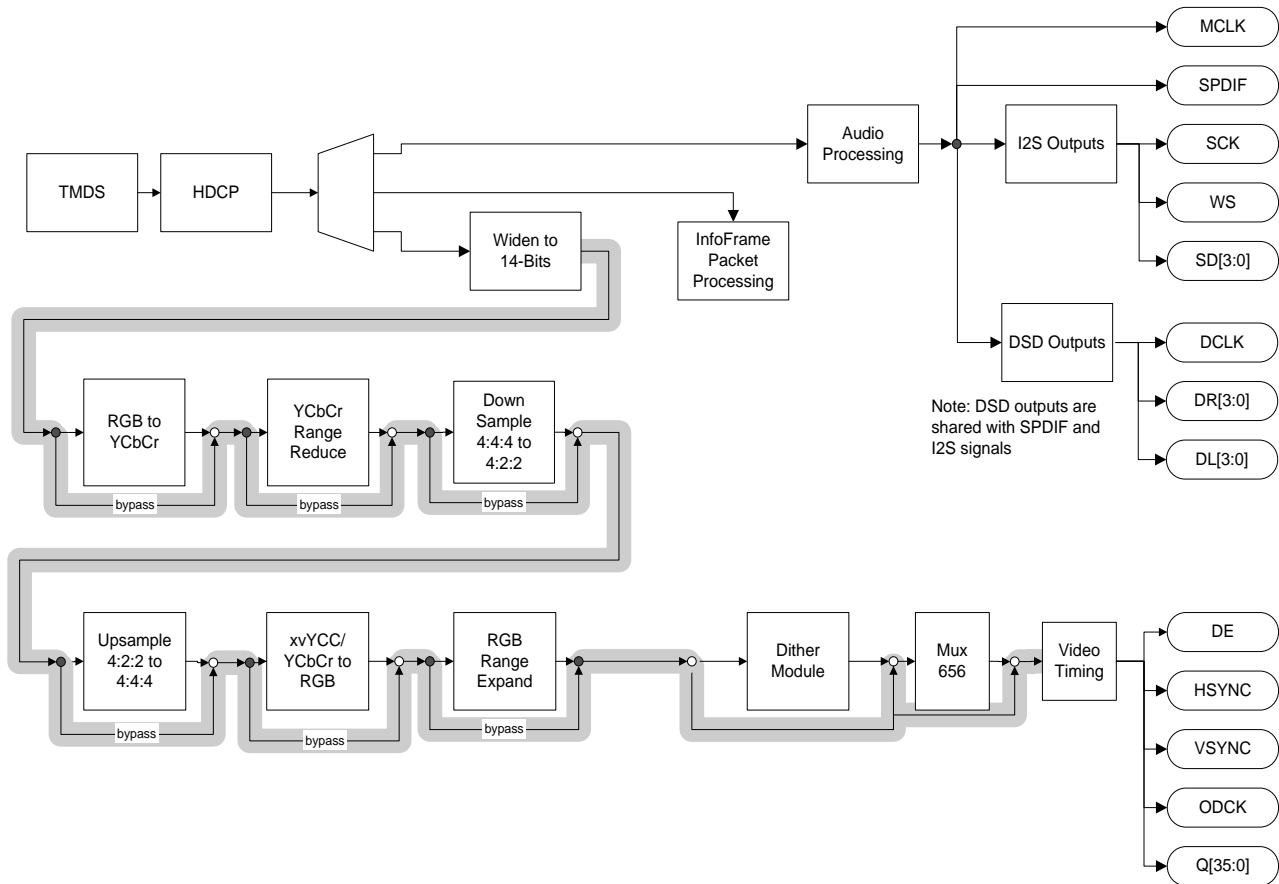 MCLK
SPDIF
Audio
Processing
I2S Outputs
SCK
TMDS
HDCP
WS
Widen to
14-Bits
InfoFrame
Packet
Processing
SD[3:0]
DSD Outputs
DCLK
Note: DSD outputs are
shared with SPDIF and
I2S signals
DR[3:0]
DL[3:0]
RGB to
YCbCr
YCbCr
Range
Reduce
Down
Sample
4:4:4 to
4:2:2
bypass
bypass
bypass
Upsample
4:2:2 to
4:4:4
xvYCC/
YCbCr to
RGB
RGB
Range
Expand
Dither
Module
Mux
656
Video
Timing
bypass
bypass
bypass
DE
HSYNC
VSYNC
ODCK
Q[35:0]